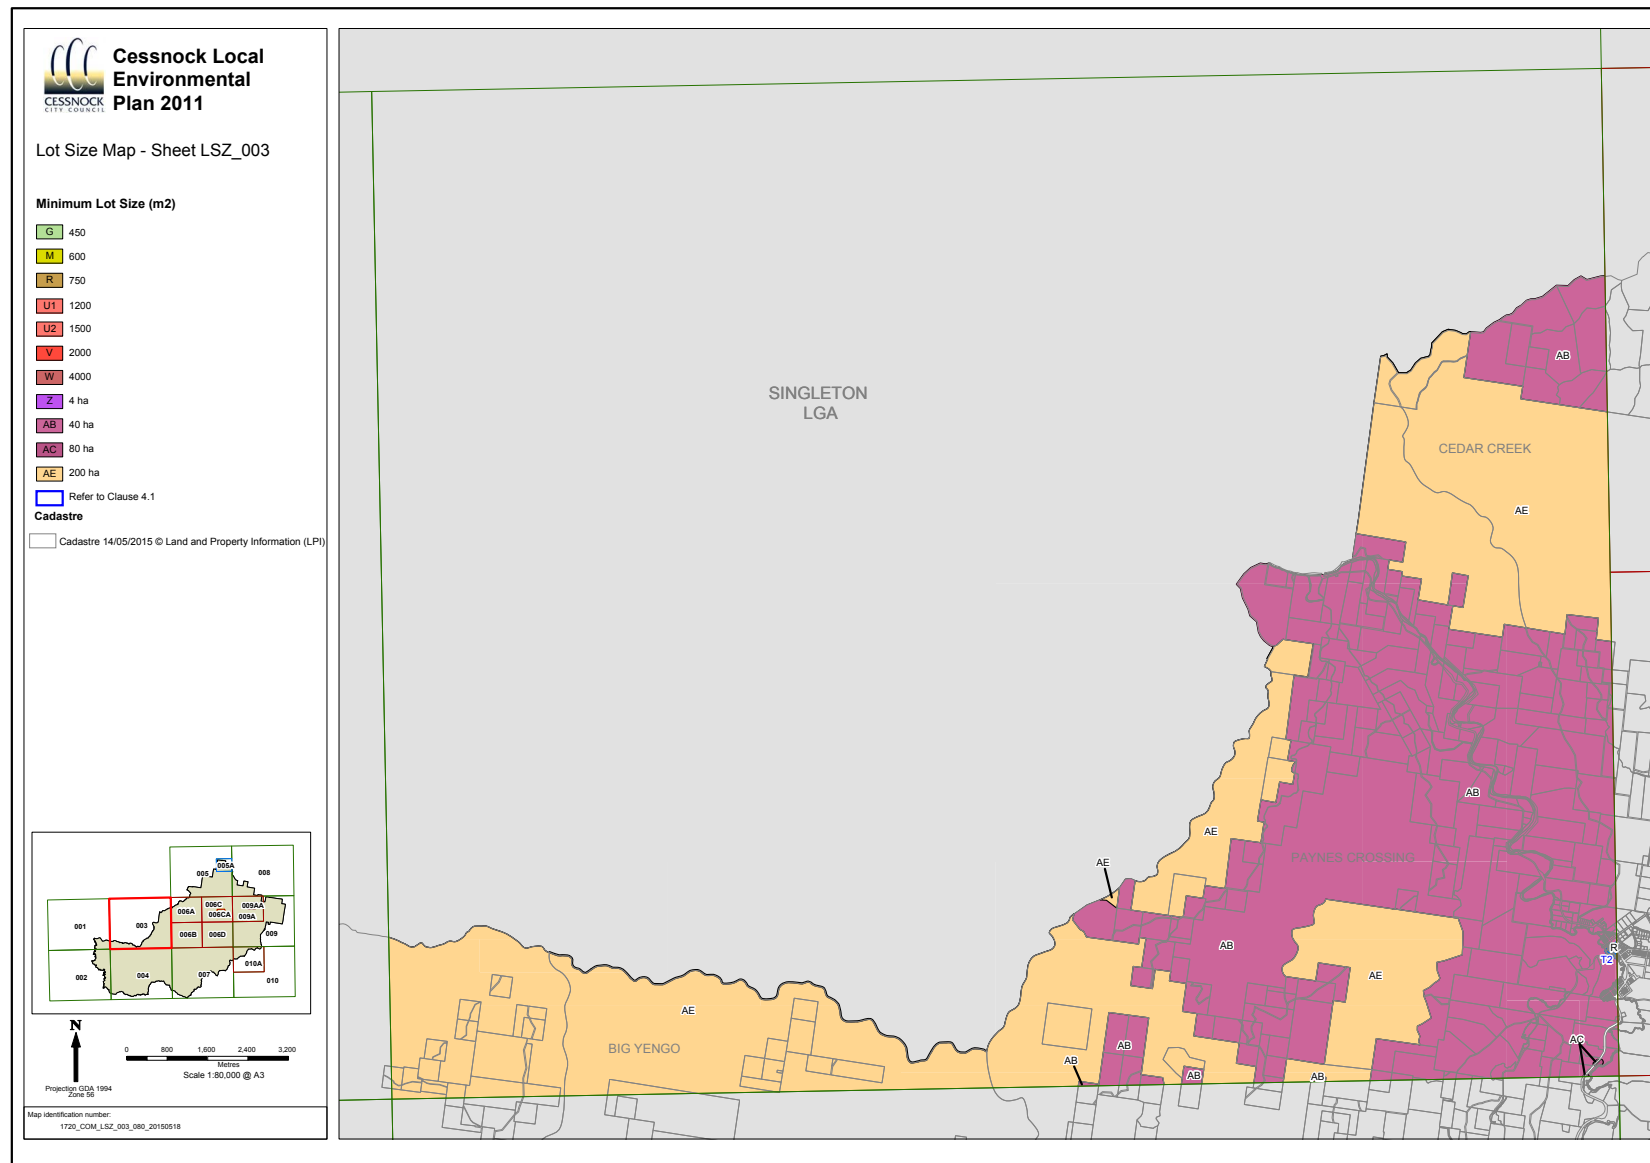 Cessnock Local
Environmental
Plan 2011
CESSNOCK
CITY COUNCIL
Lot Size Map - Sheet LSZ_003
Minimum Lot Size (m2)
G 450
M 600
R 750
U1 1200
U2 1500
V 2000
W 4000
Z 4 ha
AB 40 ha
AC 80 ha
AE 200 ha
Refer to Clause 4.1
Cadastre
Cadastre 14/05/2015 © Land and Property Information (LPI)
005A
005
008
006C
009AA
006A
006CA
009A
001
003
006B
006D
009
010A
002
004
007
010
N
0 800 1,600 2,400 3,200
Metres
Scale 1:80,000 @ A3
Projection GDA 1994
Zone 56
Map identification number:
1720_COM_LSZ_003_080_20150518
SINGLETON
LGA
AB
CEDAR CREEK
AE
AB
AE
PAYNES CROSSING
AE
AB
R
T2
AE
AE
BIG YENGO
AB
AC
AB
AB
AB